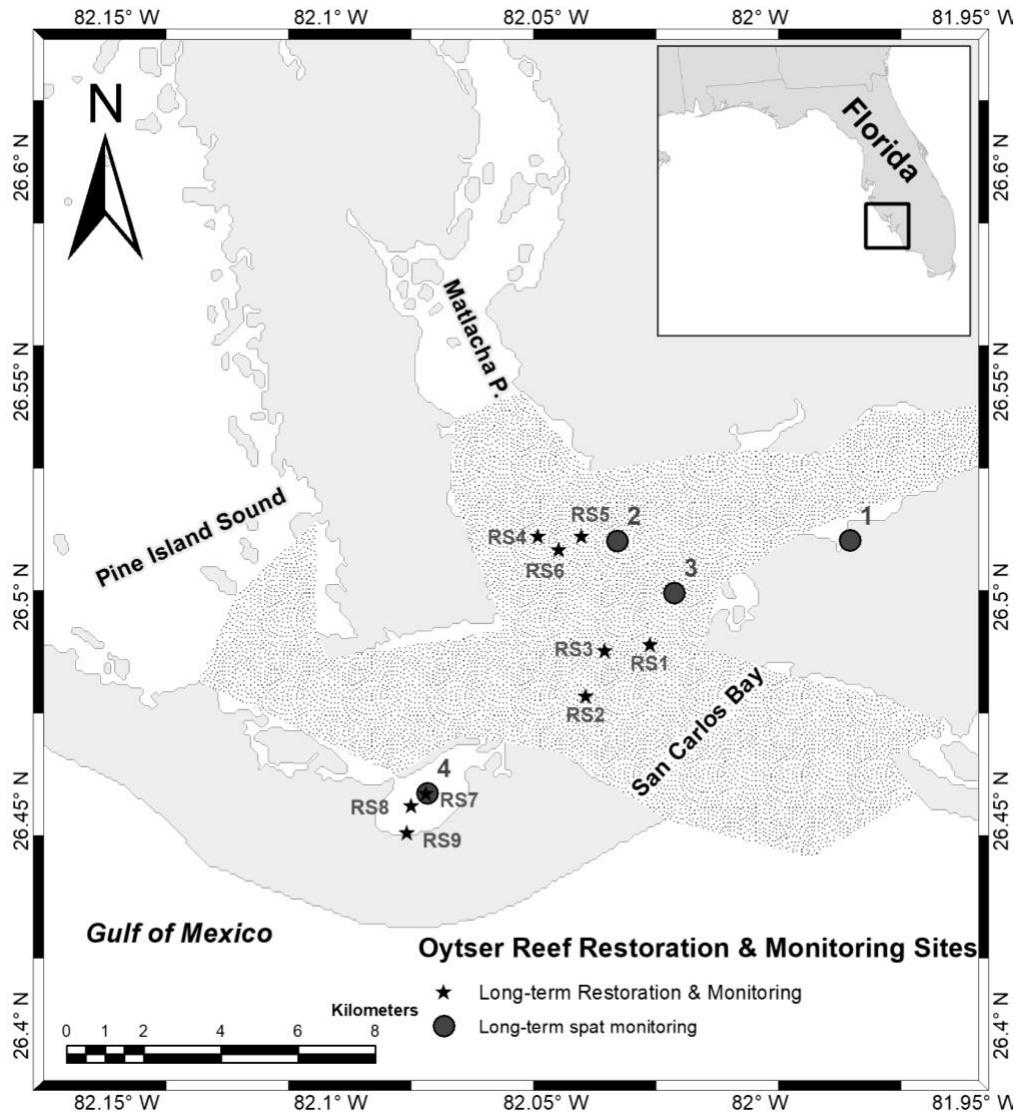 82.15° W 82.1° W 82.05° W 82° W 81.95° W
N
Florida
26.6° N
26.6° N
Matlacha P.
26.55° N
26.55° N
Pine Island Sound
RS5
2
1
RS4
RS6
3
26.5° N
26.5° N
RS3
RS1
RS2
San Carlos Bay
4
RS8
RS7
RS9
26.45° N
26.45° N
Gulf of Mexico
Oytser Reef Restoration & Monitoring Sites
Long-term Restoration & Monitoring
Long-term spat monitoring
Kilometers
0 1 2 4 6 8
26.4° N
26.4° N
82.15° W 82.1° W 82.05° W 82° W 81.95° W